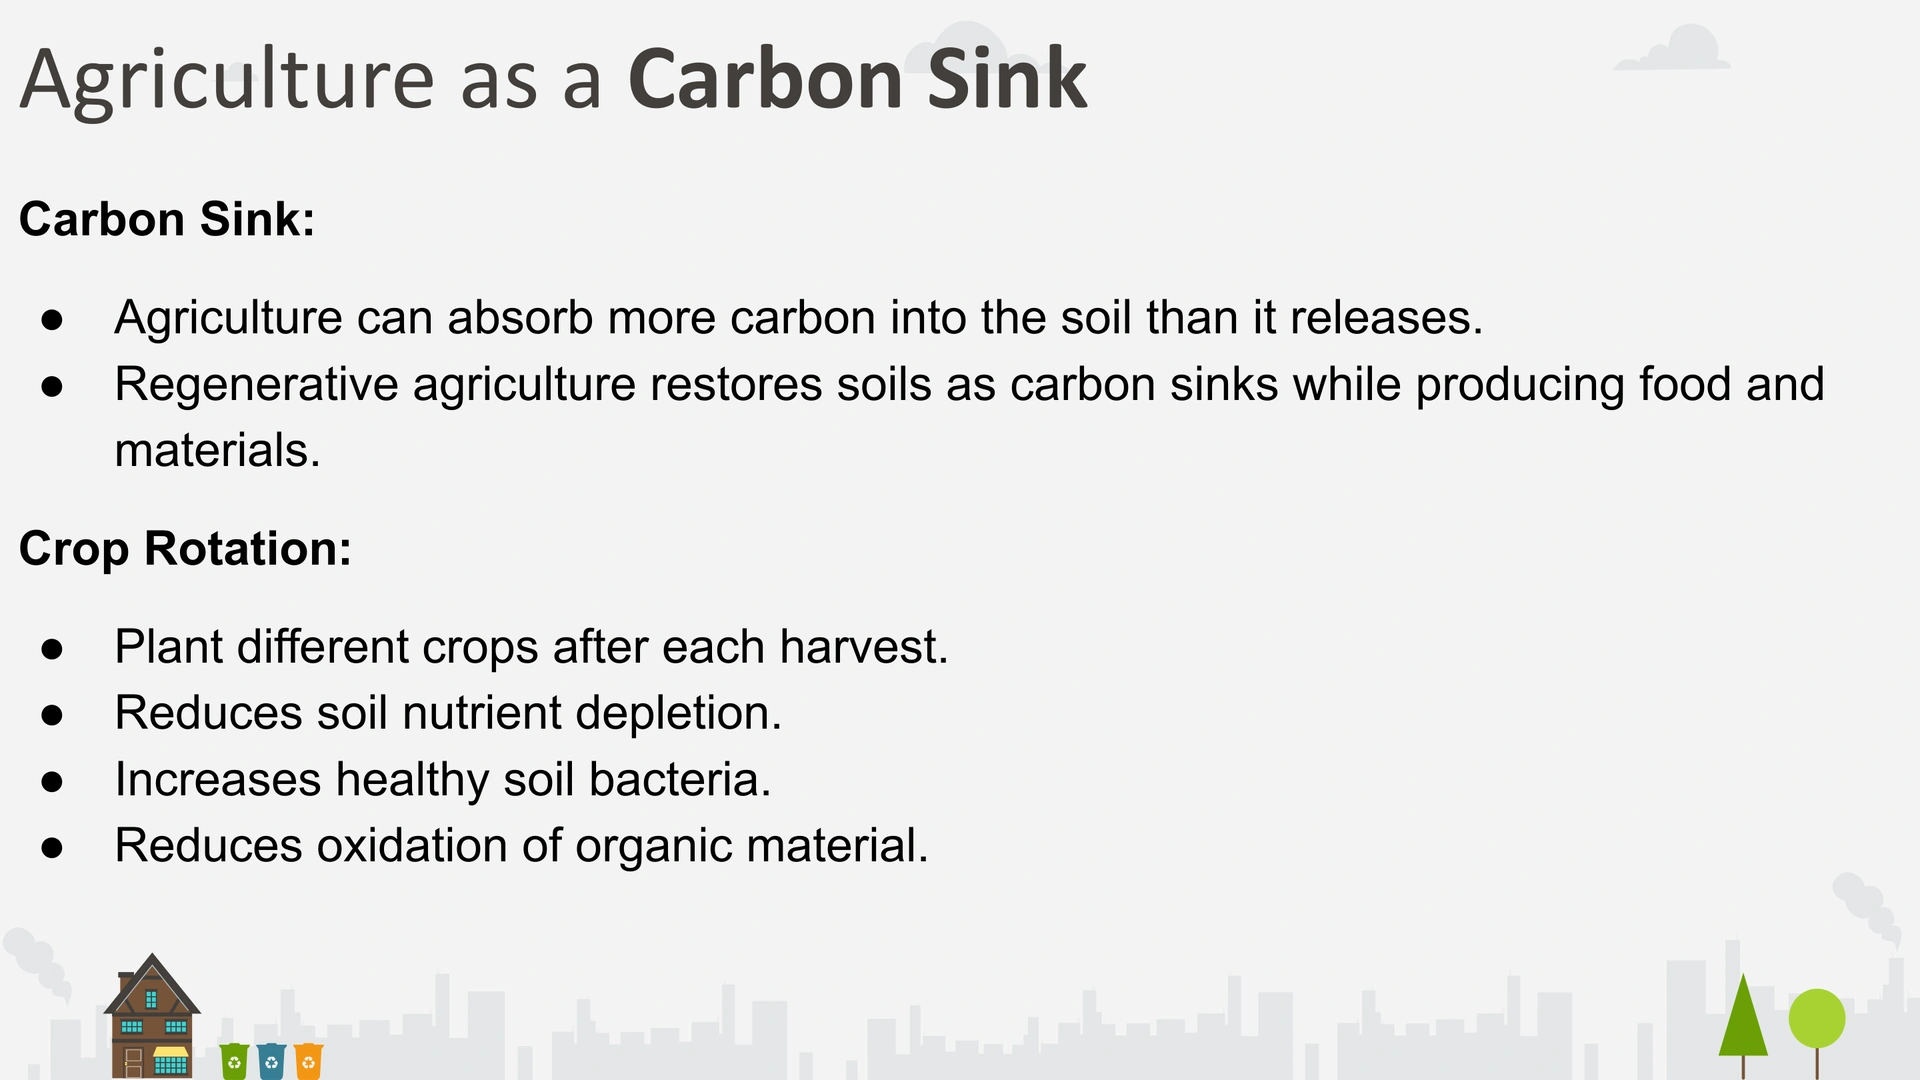 Agriculture as a Carbon Sink
Carbon Sink:
● Agriculture can absorb more carbon into the soil than it releases.
● Regenerative agriculture restores soils as carbon sinks while producing food and
materials.
Crop Rotation:
● Plant different crops after each harvest.
● Reduces soil nutrient depletion.
● Increases healthy soil bacteria.
● Reduces oxidation of organic material.